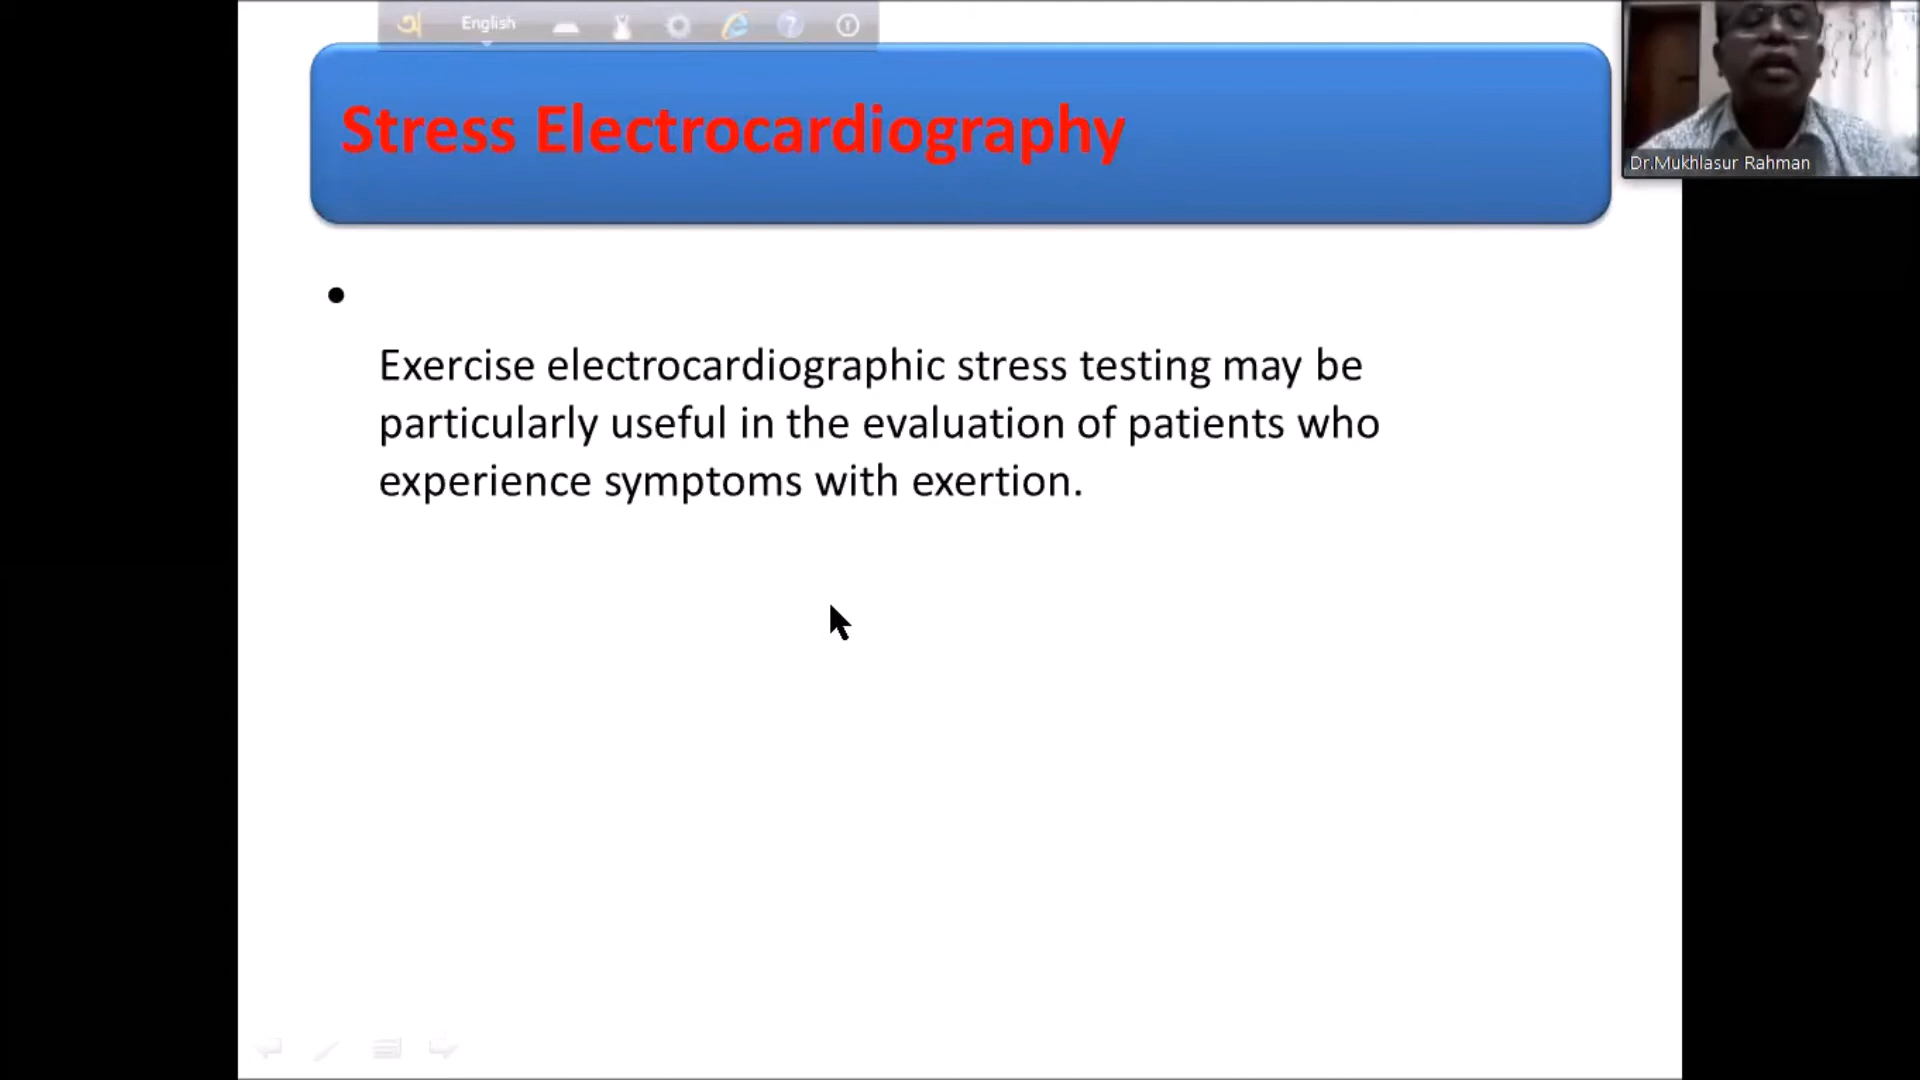 অ English
Stress Electrocardiography
Dr.Mukhlasur Rahman
•
Exercise electrocardiographic stress testing may be
particularly useful in the evaluation of patients who
experience symptoms with exertion.